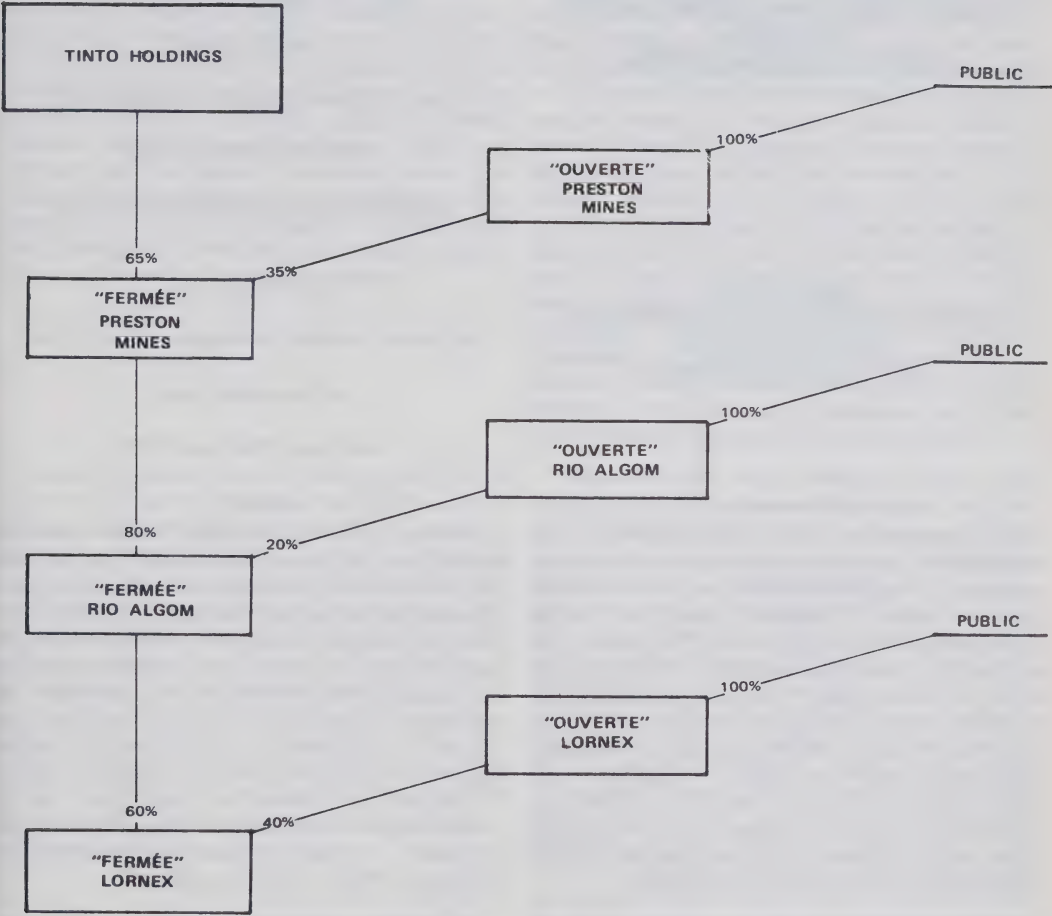 TINTO HOLDINGS
PUBLIC
100%
"OUVERTE"
PRESTON
MINES
65%
35%
"FERMÉE"
PRESTON
MINES
PUBLIC
100%
"OUVERTE"
RIO ALGOM
80%
20%
"FERMÉE"
RIO ALGOM
PUBLIC
100%
"OUVERTE"
LORNEX
60%
40%
"FERMÉE"
LORNEX